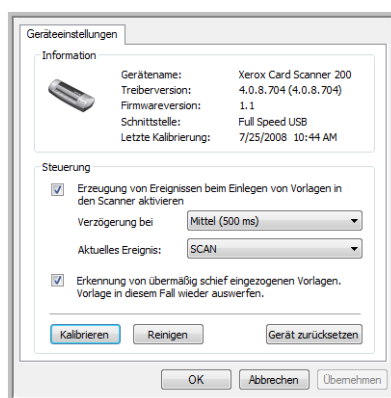 Geräteeinstellungen
Information
Gerätename: Xerox Card Scanner 200
Treiberversion: 4.0.8.704 (4.0.8.704)
Firmwareversion: 1.1
Schnittstelle: Full Speed USB
Letzte Kalibrierung: 7/25/2008 10:44 AM
Steuerung
Erzeugung von Ereignissen beim Einlegen von Vorlagen in
den Scanner aktivieren
Verzögerung bei Mittel (500 ms)
Aktuelles Ereignis: SCAN
Erkennung von übermäßig schief eingezogenen Vorlagen.
Vorlage in diesem Fall wieder auswerfen.
Kalibrieren Reinigen Gerät zurücksetzen
OK Abbrechen Übernehmen